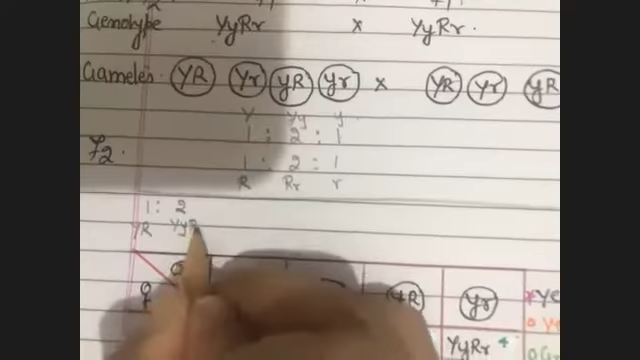 Genotype YyRr x YyRr.
Gametes. YR Yr yR yr x YR Yr yR
Y Yy y
1 : 2 : 1
F2.
1 : 2 : 1
R Rr r
1 : 2
YR YyR
yr
YyRr